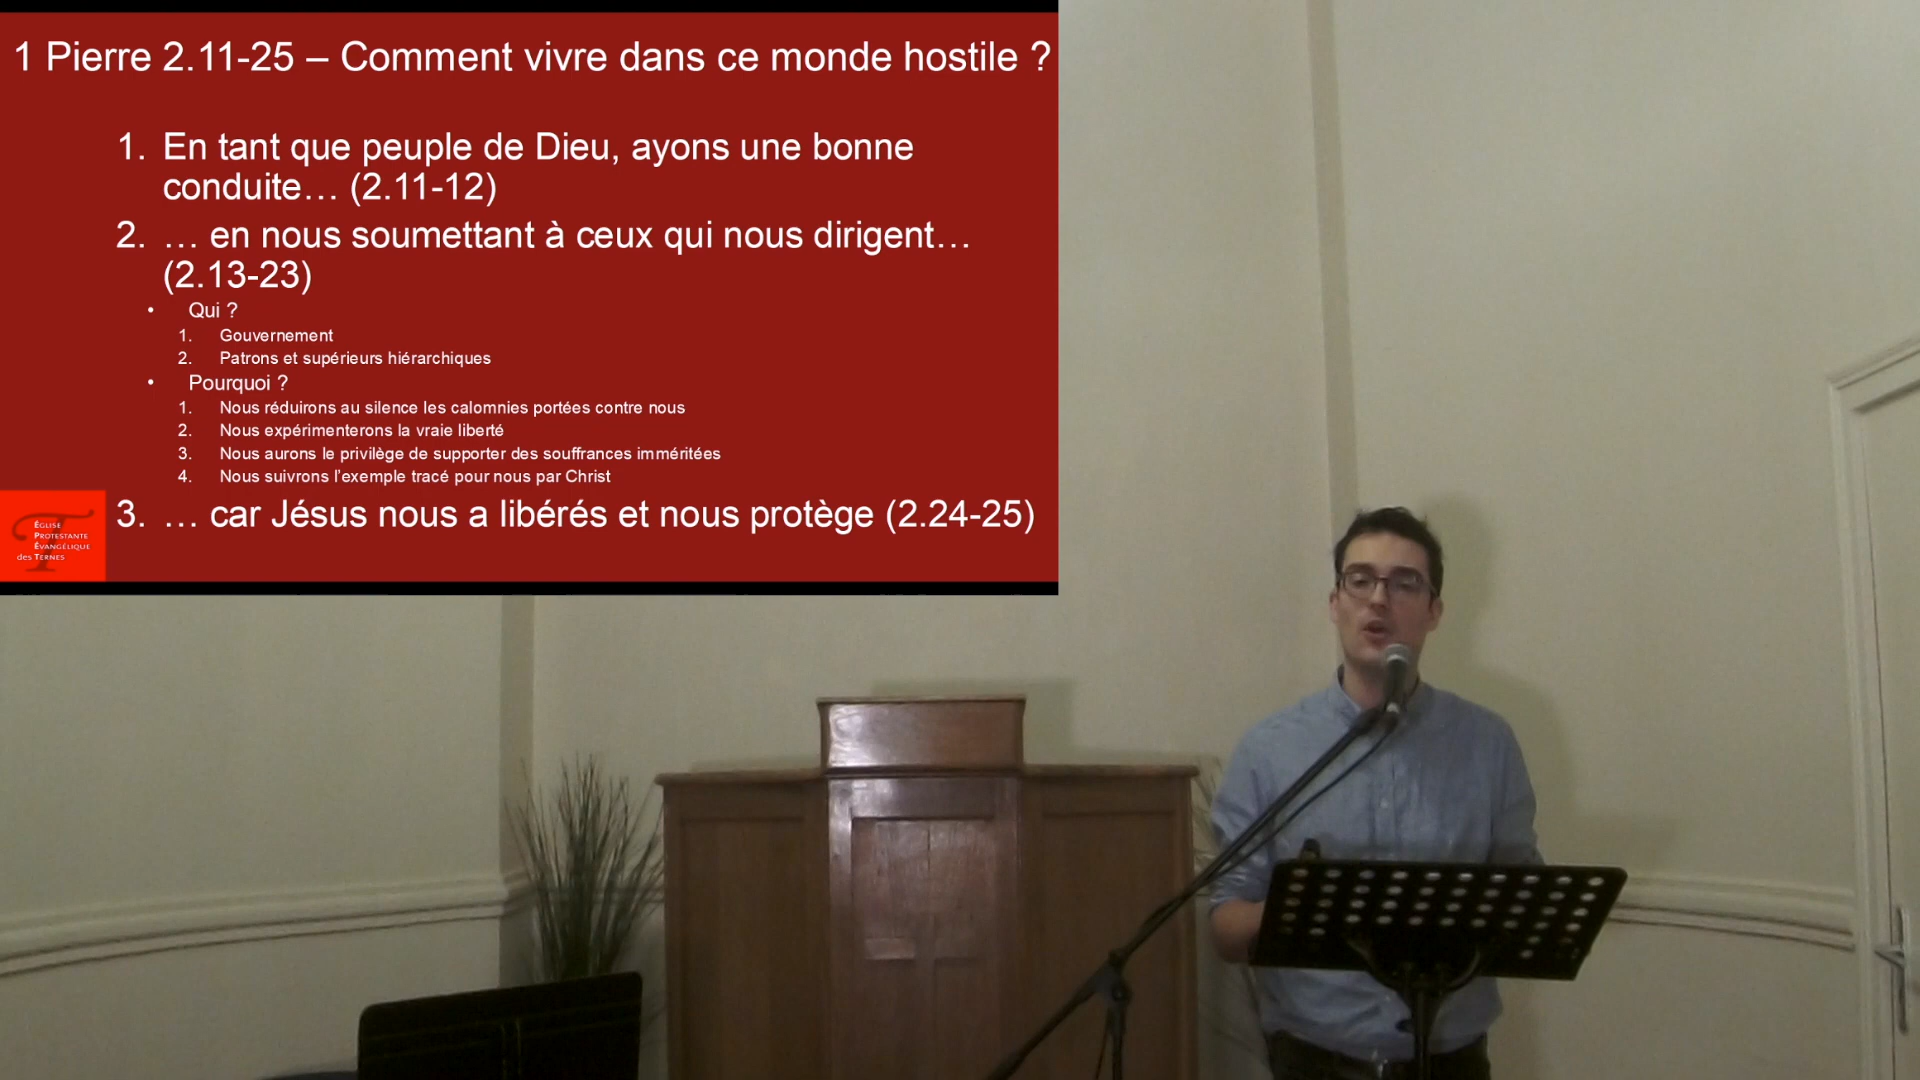 1 Pierre 2.11-25 – Comment vivre dans ce monde hostile ?
1. En tant que peuple de Dieu, ayons une bonne
conduite… (2.11-12)
2. … en nous soumettant à ceux qui nous dirigent…
(2.13-23)
• Qui ?
1. Gouvernement
2. Patrons et supérieurs hiérarchiques
• Pourquoi ?
1. Nous réduirons au silence les calomnies portées contre nous
2. Nous expérimenterons la vraie liberté
3. Nous aurons le privilège de supporter des souffrances imméritées
4. Nous suivrons l'exemple tracé pour nous par Christ
3. … car Jésus nous a libérés et nous protège (2.24-25)
ÉGLISE
PROTESTANTE
ÉVANGÉLIQUE
des TERNES